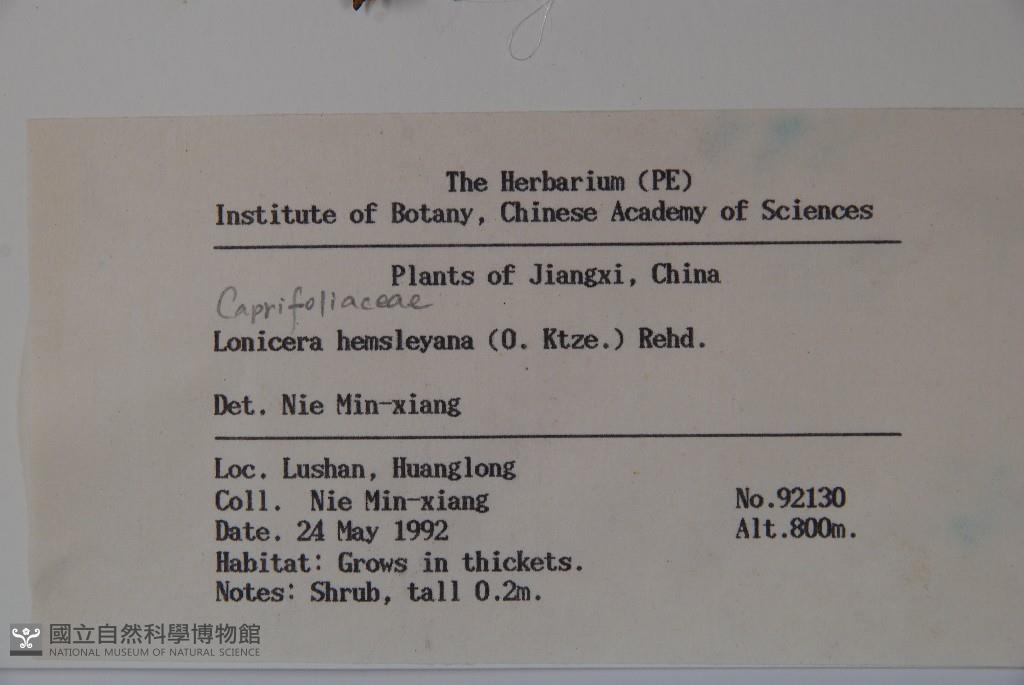 The Herbarium (PE)
Institute of Botany, Chinese Academy of Sciences
Plants of Jiangxi, China
Caprifoliaceae
Lonicera hemsleyana (O. Ktze.) Rehd.
Det. Nie Min-xiang
Loc. Lushan, Huanglong
Coll. Nie Min-xiang No.92130
Date. 24 May 1992 Alt.800m.
Habitat: Grows in thickets.
Notes: Shrub, tall 0.2m.
國立自然科學博物館
NATIONAL MUSEUM OF NATURAL SCIENCE